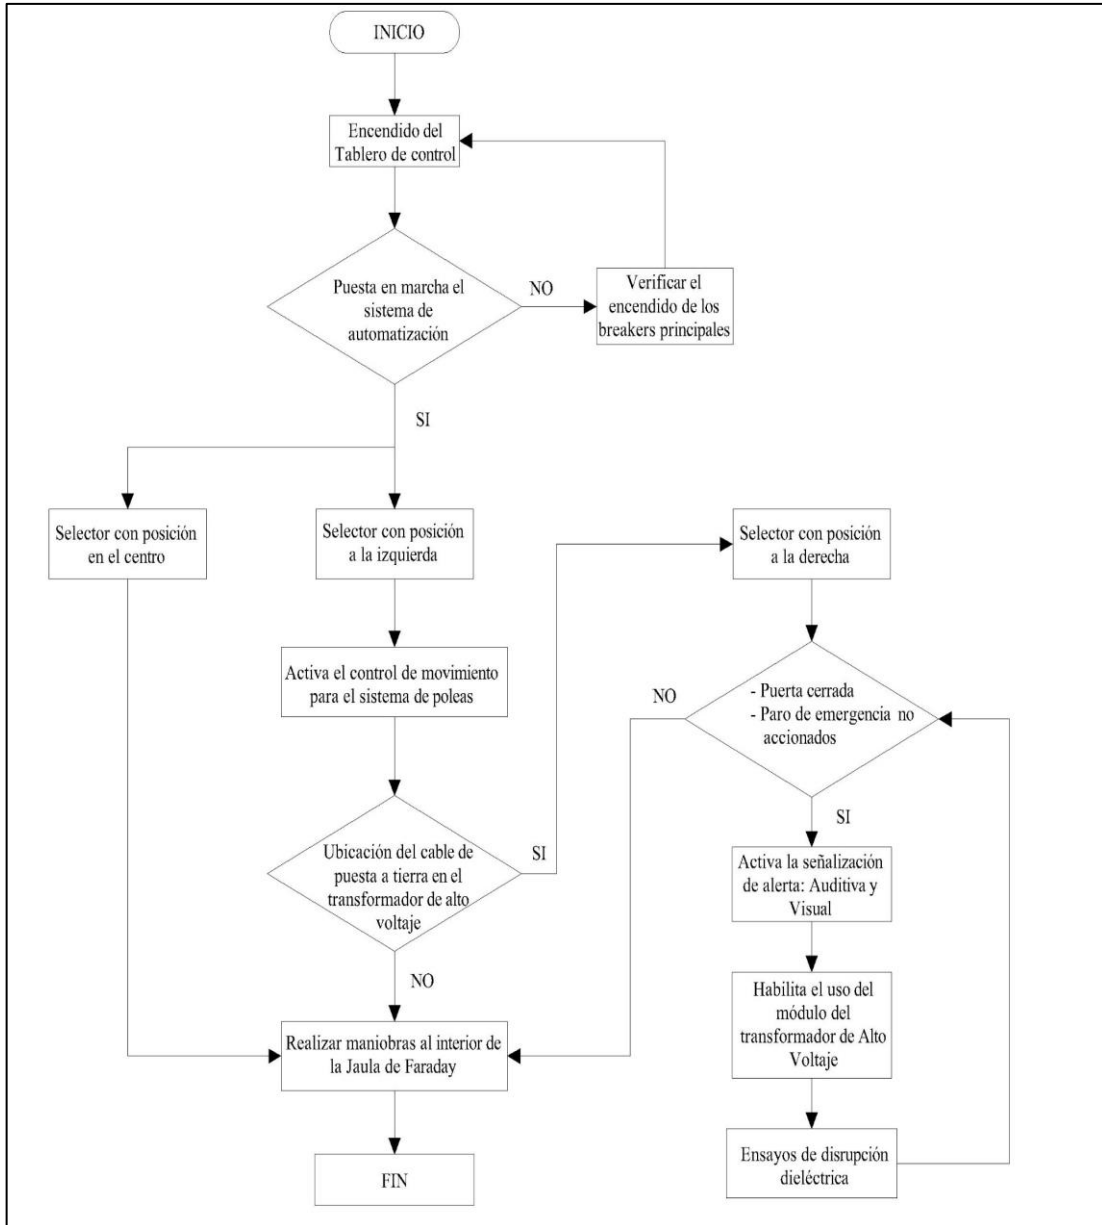 INICIO
Encendido del
Tablero de control
Puesta en marcha el
sistema de
automatización
NO
Verificar el
encendido de los
breakers principales
SI
Selector con posición
en el centro
Selector con posición
a la izquierda
Selector con posición
a la derecha
Activa el control de movimiento
para el sistema de poleas
NO
- Puerta cerrada
- Paro de emergencia no
accionados
SI
Ubicación del cable de
puesta a tierra en el
transformador de alto
voltaje
SI
Activa la señalización
de alerta: Auditiva y
Visual
NO
Habilita el uso del
módulo del
transformador de Alto
Voltaje
Realizar maniobras al interior de
la Jaula de Faraday
Ensayos de disrupción
dieléctrica
FIN